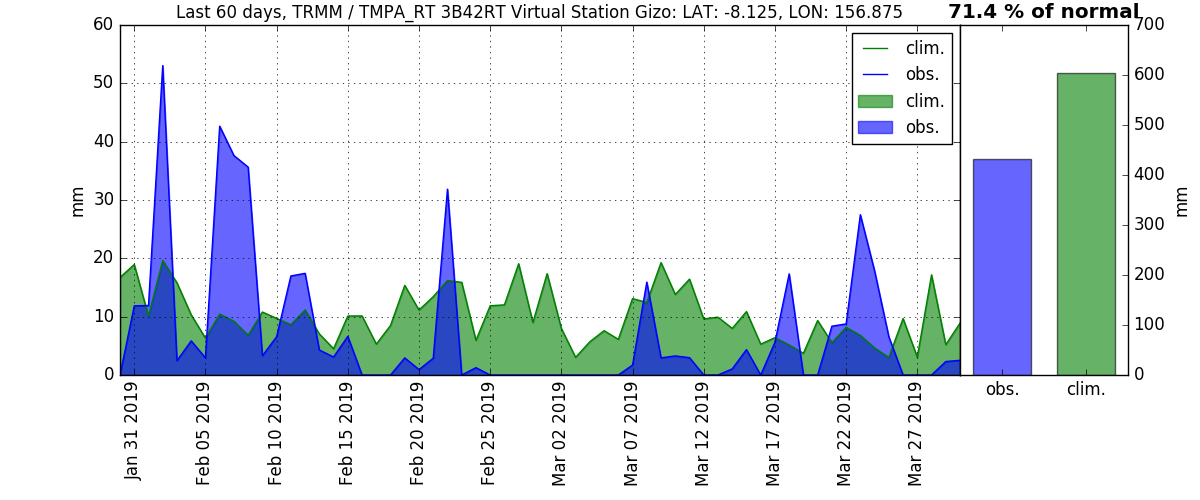 Last 60 days, TRMM / TMPA_RT 3B42RT Virtual Station Gizo: LAT: -8.125, LON: 156.875
71.4 % of normal
60
50
40
30
20
10
0
mm
clim.
obs.
clim.
obs.
700
600
500
400
300
200
100
0
mm
obs.
clim.
Jan 31 2019
Feb 05 2019
Feb 10 2019
Feb 15 2019
Feb 20 2019
Feb 25 2019
Mar 02 2019
Mar 07 2019
Mar 12 2019
Mar 17 2019
Mar 22 2019
Mar 27 2019